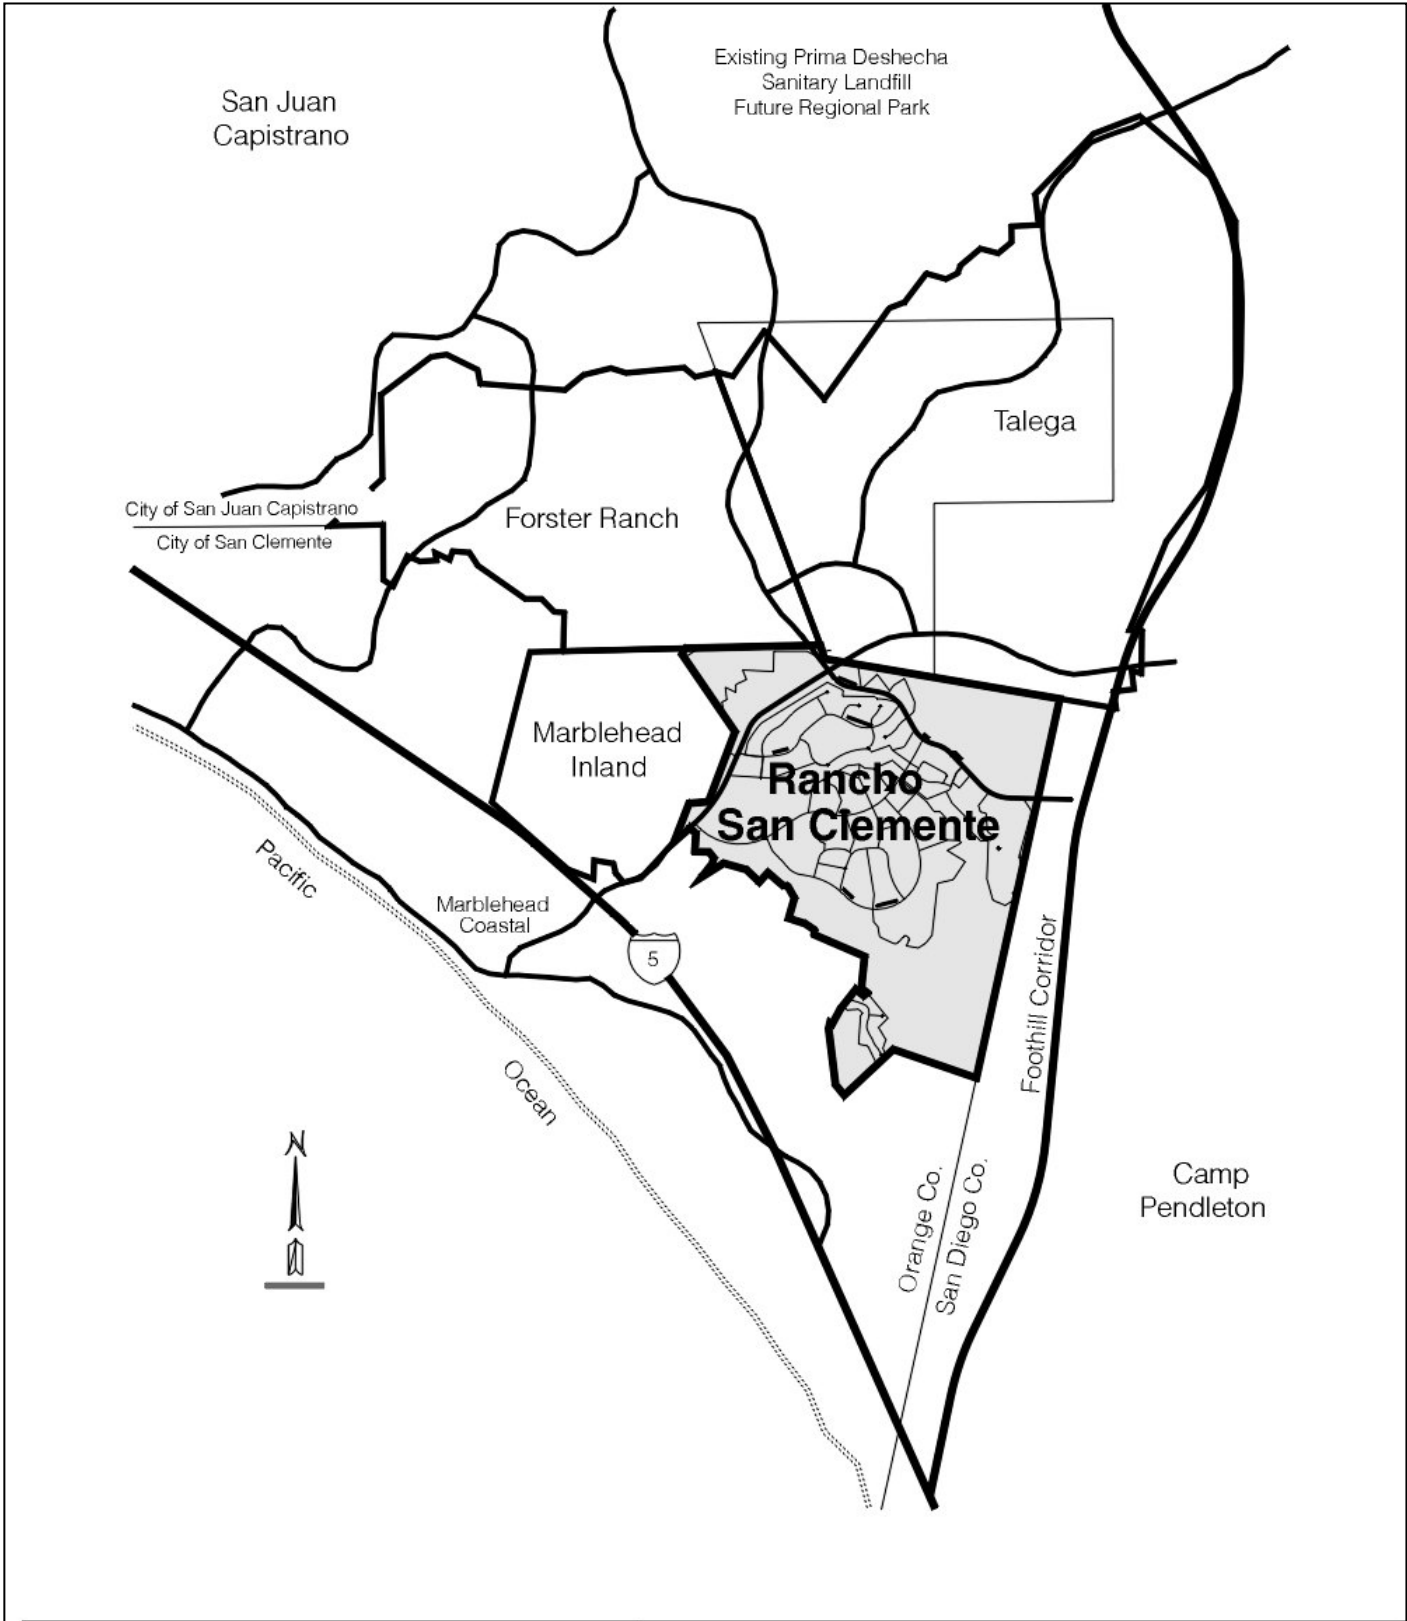 Existing Prima Deshecha
Sanitary Landfill
Future Regional Park
San Juan
Capistrano
Talega
City of San Juan Capistrano
City of San Clemente
Forster Ranch
Marblehead
Inland
Rancho
San Clemente
Pacific
Marblehead
Coastal
5
Foothill Corridor
Ocean
N
Camp
Pendleton
Orange Co.
San Diego Co.